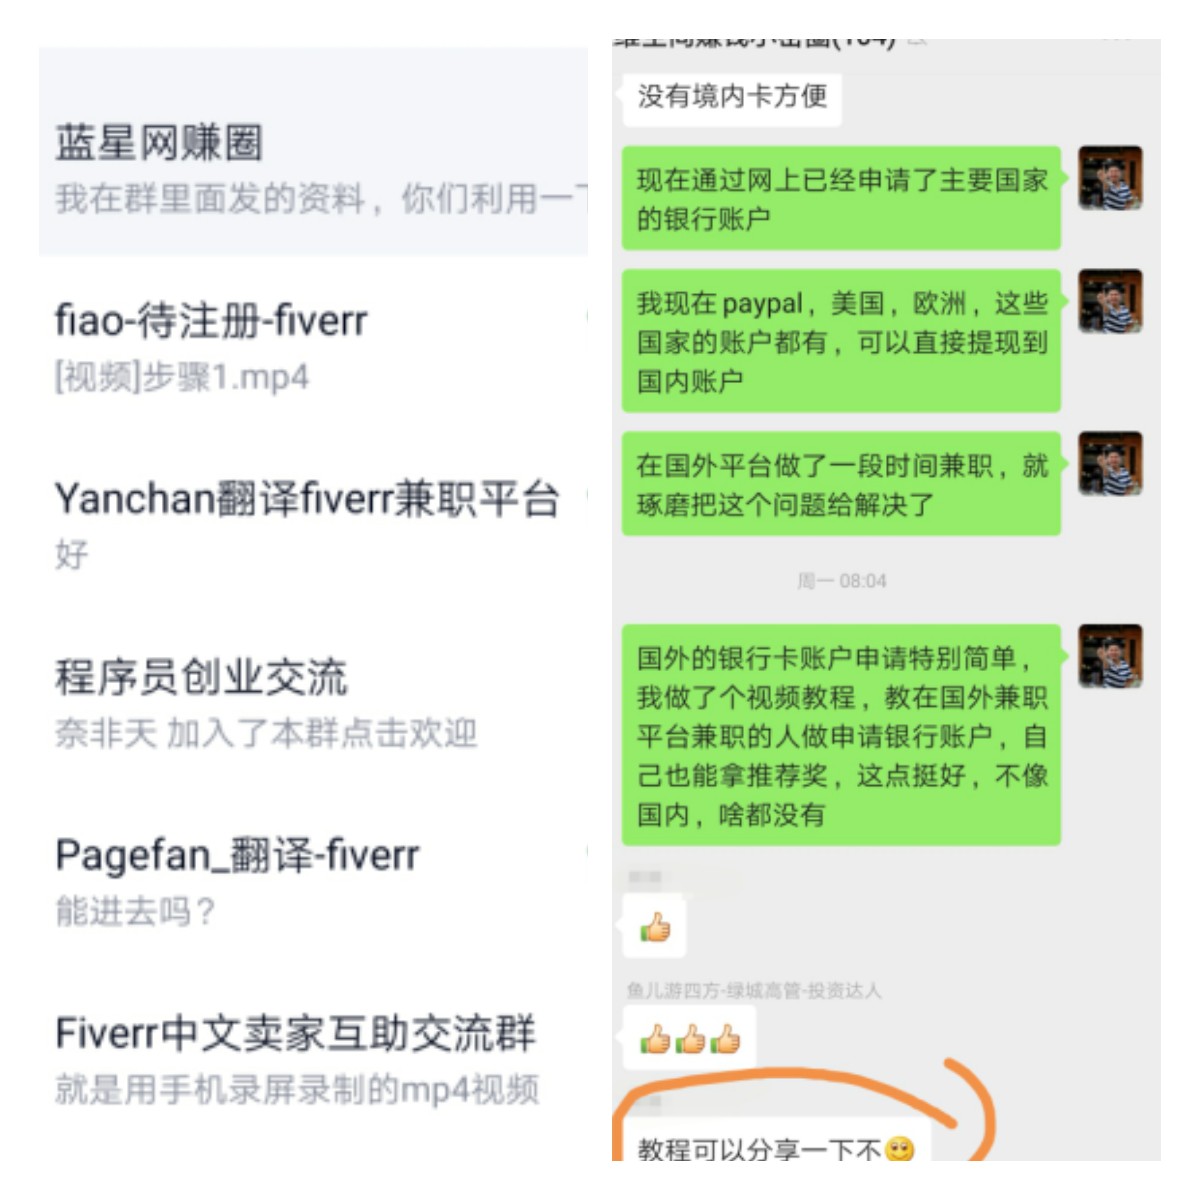 蓝星网赚圈
我在群里面发的资料，你们利用一下
fiao-待注册-fiverr
[视频]步骤1.mp4
Yanchan翻译fiverr兼职平台
好
程序员创业交流
奈非天 加入了本群点击欢迎
Pagefan_翻译-fiverr
能进去吗？
Fiverr中文卖家互助交流群
就是用手机录屏录制的mp4视频
没有境内卡方便
现在通过网上已经申请了主要国家
的银行账户
我现在 paypal，美国，欧洲，这些
国家的账户都有，可以直接提现到
国内账户
在国外平台做了一段时间兼职，就
琢磨把这个问题给解决了
周一 08:04
国外的银行卡账户申请特别简单，
我做了个视频教程，教在国外兼职
平台兼职的人做申请银行账户，自
己也能拿推荐奖，这点挺好，不像
国内，啥都没有
鱼儿游四方-绿城高管-投资达人
教程可以分享一下不